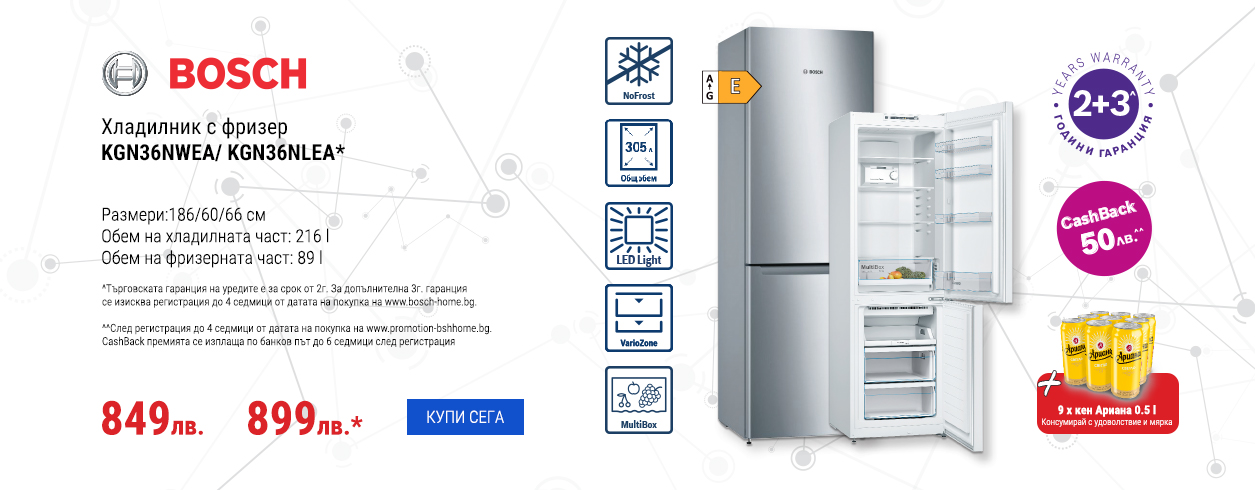 BOSCH
Хладилник с фризер
KGN36NWEA/ KGN36NLEA*
Размери:186/60/66 см
Обем на хладилната част: 216 l
Обем на фризерната част: 89 l
^Търговската гаранция на уредите е за срок от 2г. За допълнителна 3г. гаранция
се изисква регистрация до 4 седмици от датата на покупка на www.bosch-home.bg.
^^След регистрация до 4 седмици от датата на покупка на www.promotion-bshhome.bg.
CashBack премията се изплаща по банков път до 6 седмици след регистрация
849лв.
899лв.*
КУПИ СЕГА
NoFrost
305 л
Общ обем
LED Light
VarioZone
MultiBox
A
G
E
BOSCH
MultiBox
YEARS WARRANTY
2+3^
ГОДИНИ ГАРАНЦИЯ
CashBack
50лв.^^
Ариана
Ариана
Ариана
+
9 x кен Ариана 0.5 l
Консумирай с удоволствие и мярка